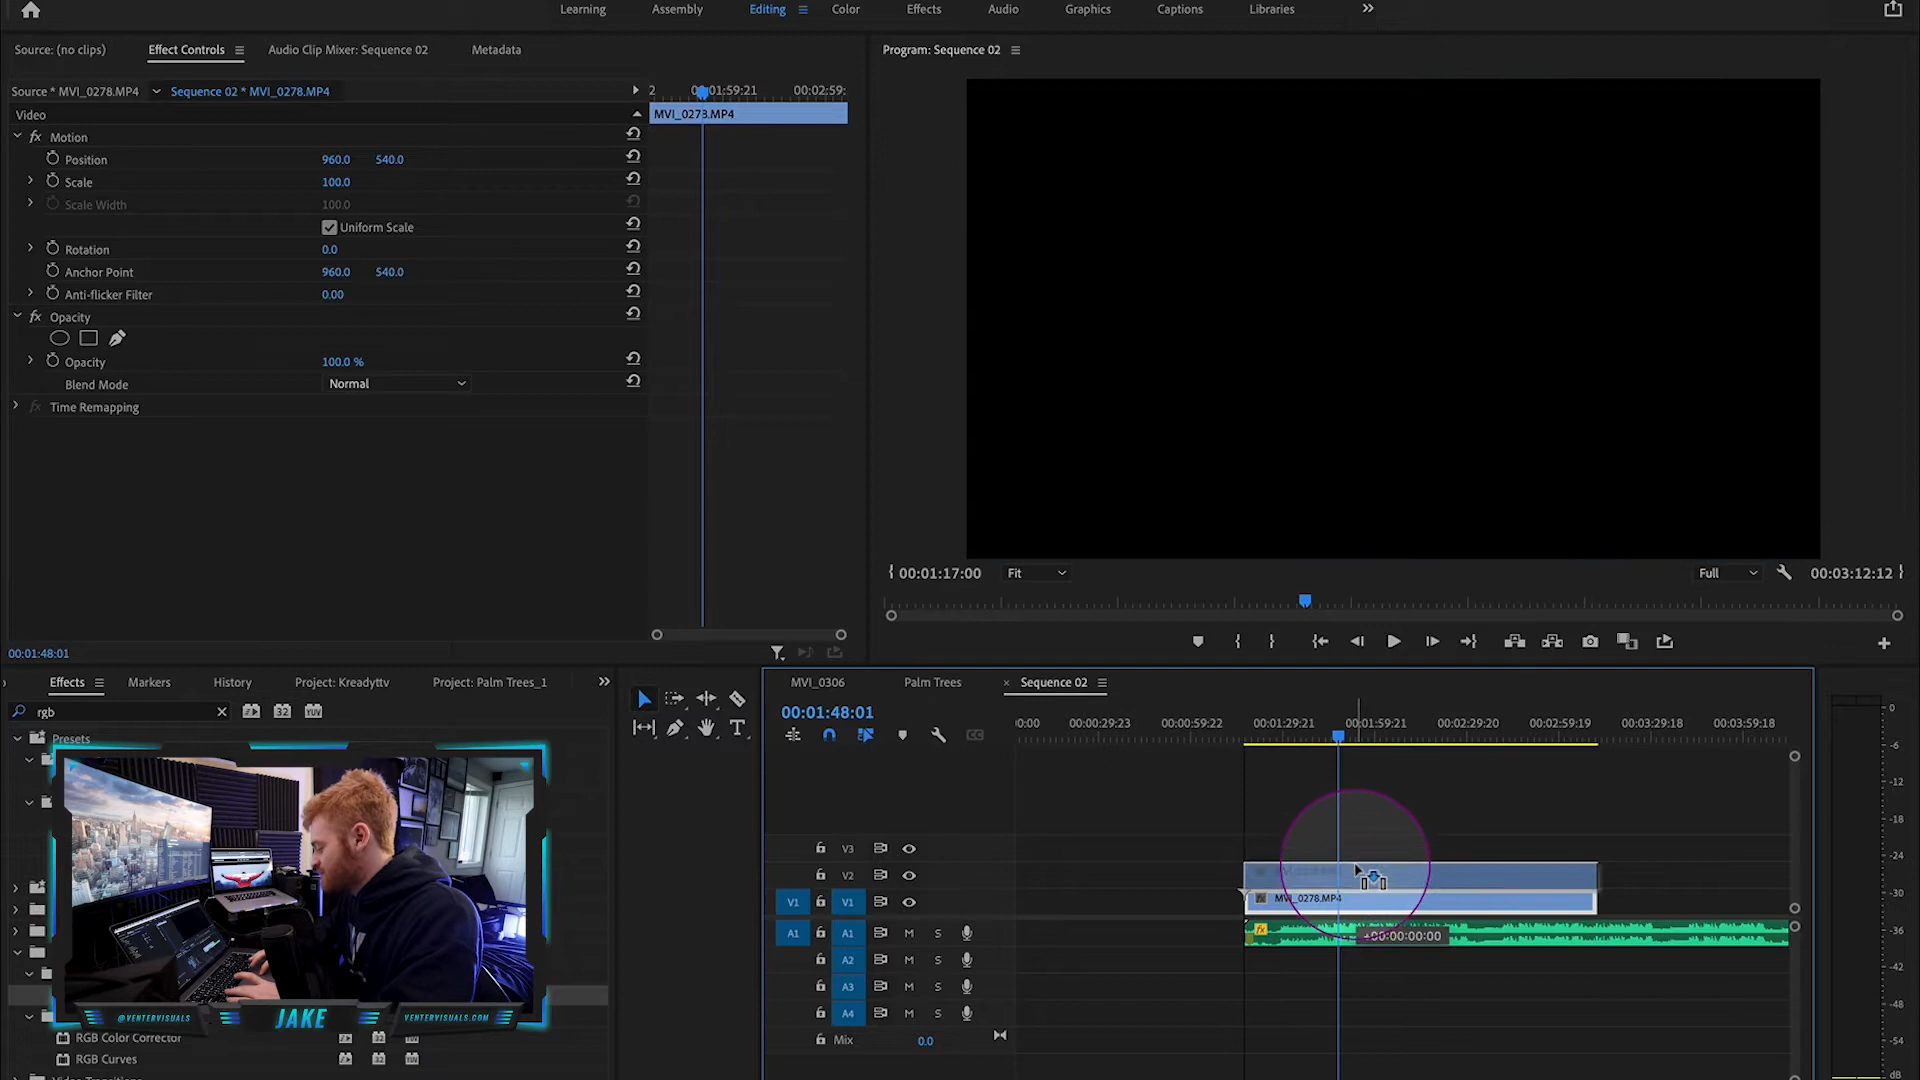 Learning Assembly Editing Color Effects Audio Graphics Captions Libraries
Source: (no clips) Effect Controls Audio Clip Mixer: Sequence 02 Metadata
Program: Sequence 02
Source * MVI_0278.MP4 Sequence 02 * MVI_0278.MP4
00:01:59:21 00:02:59:
Video
MVI_0278.MP4
fx Motion
Position 960.0 540.0
Scale 100.0
Scale Width 100.0
Uniform Scale
Rotation 0.0
Anchor Point 960.0 540.0
Anti-flicker Filter 0.00
fx Opacity
Opacity 100.0 %
Blend Mode Normal
fx Time Remapping
00:01:17:00 Fit Full 00:03:12:12
00:01:48:01
Effects Markers History Project: Kreadyttv Project: Palm Trees_1
rgb
32 YUV
Presets
RGB Color Corrector
32
RGB Curves
32 YUV
@VENTERVISUALS JAKE VENTERVISUALS.COM
MVI_0306 Palm Trees × Sequence 02
00:01:48:01
:00:00 00:00:29:23 00:00:59:22 00:01:29:21 00:01:59:21 00:02:29:20 00:02:59:19 00:03:29:18 00:03:59:18
V3
V2
V1 V1
MVI_0278.MP4
A1 A1 M S
fx
+00:00:00:00
A2 M S
A3 M S
A4 M S
Mix 0.0
0
-6
-12
-18
-24
-30
-36
-42
-48
-54
dB